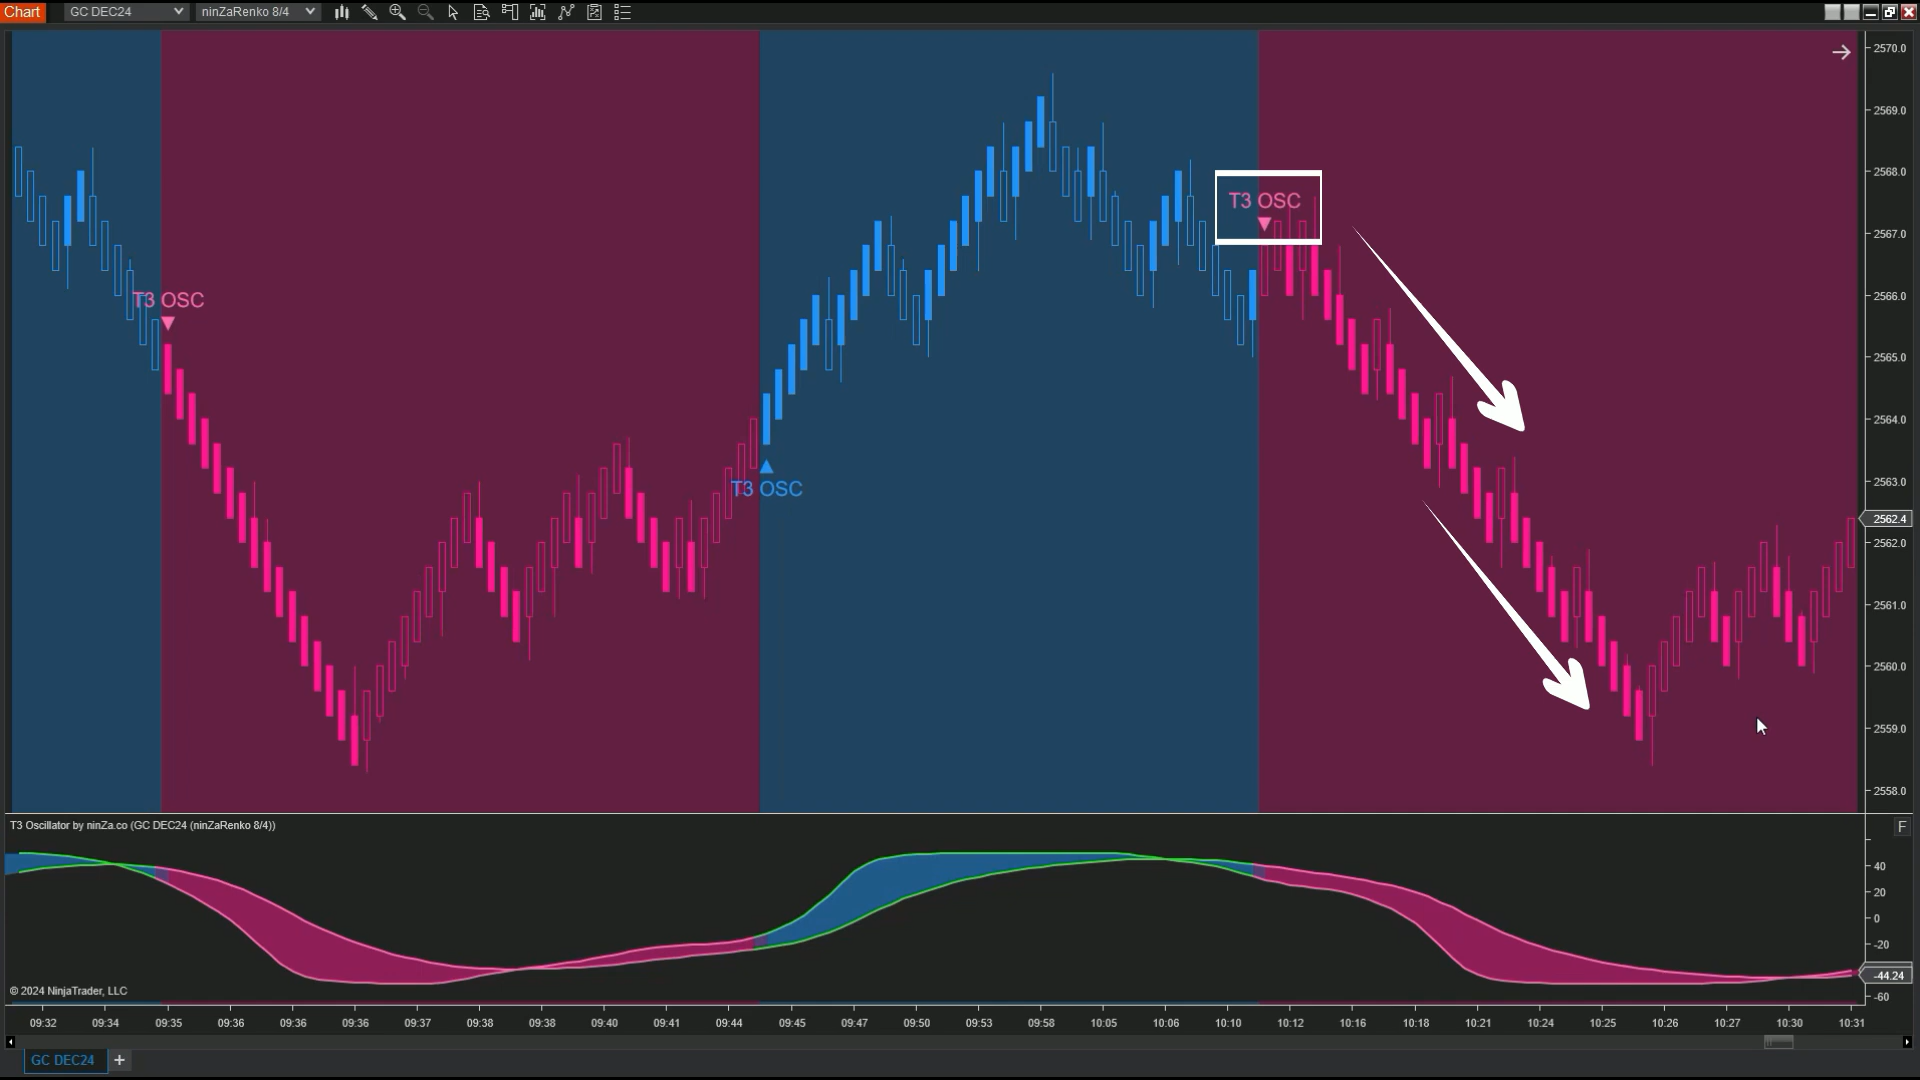 Chart GC DEC24 ninZaRenko 8/4
2570.0
2569.0
2568.0
T3 OSC
2567.0
T3 OSC
2566.0
2565.0
2564.0
T3 OSC
2563.0
2562.4
2562.0
2561.0
2560.0
2559.0
2558.0
T3 Oscillator by ninZa.co (GC DEC24 (ninZaRenko 8/4))
F
40
20
0
-20
-44.24
-60
© 2024 NinjaTrader, LLC
09:32 09:34 09:35 09:36 09:36 09:36 09:37 09:38 09:38 09:40 09:41 09:44 09:45 09:47 09:50 09:53 09:58 10:05 10:06 10:10 10:12 10:16 10:18 10:21 10:24 10:25 10:26 10:27 10:30 10:31
GC DEC24 +